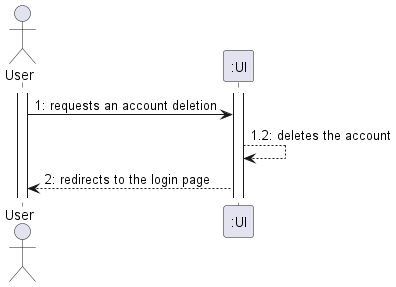 User
:UI
1: requests an account deletion
1.2: deletes the account
2: redirects to the login page
User
:UI